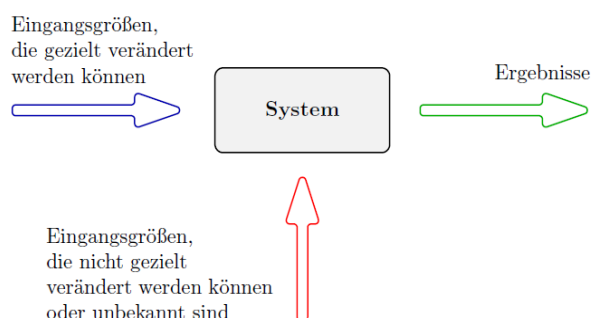 Eingangsgrößen,
die gezielt verändert
werden können
System
Ergebnisse
Eingangsgrößen,
die nicht gezielt
verändert werden können
oder unbekannt sind